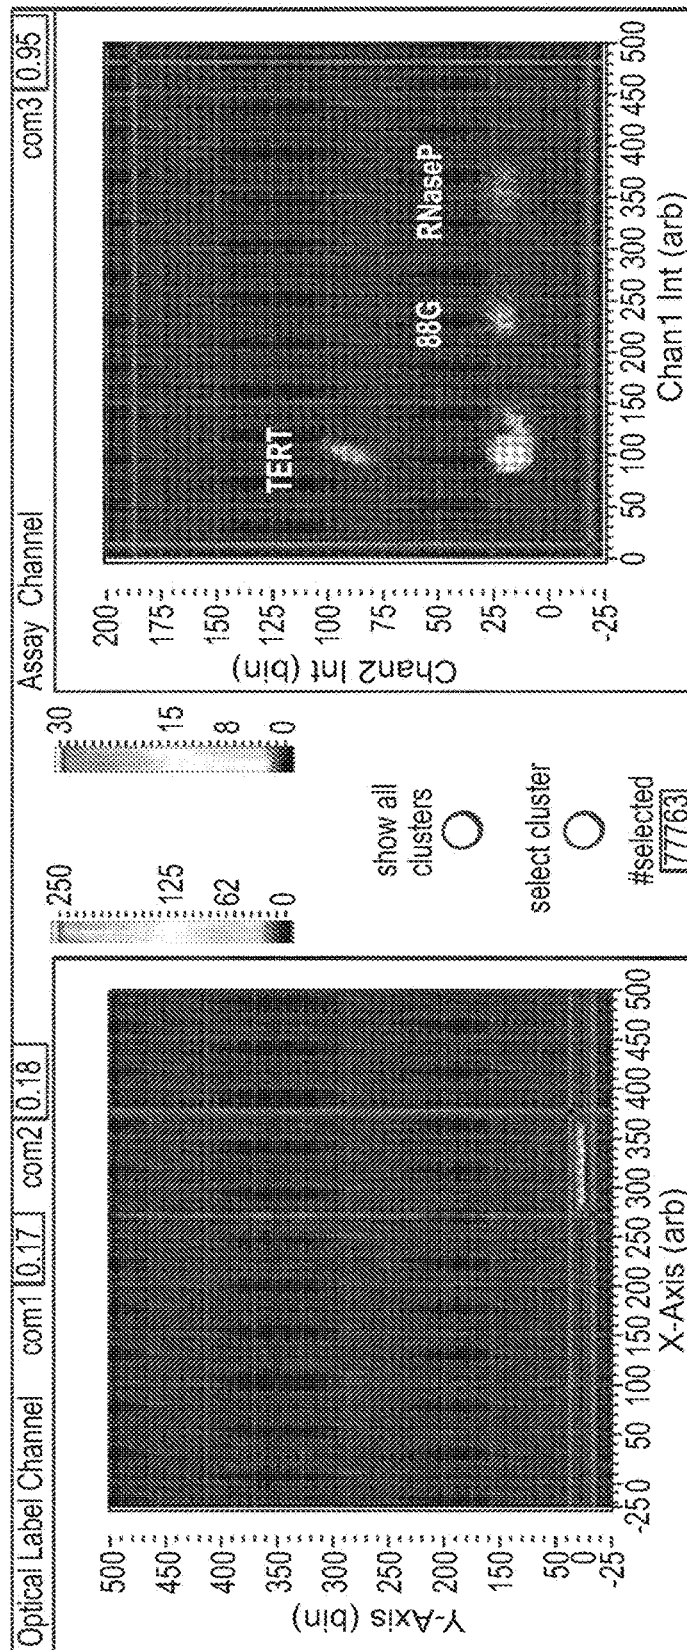 Optical Label Channel com1 0.17 com2 0.18
500
450
400
350
300
250
200
150
100
50
0
-25
Y-Axis (bin)
-25 0 50 100 150 200 250 300 350 400 450 500
X-Axis (arb)
250
125
62
0
30
15
8
0
show all
clusters
select cluster
#selected
77763
Assay Channel com3 0.95
200
175
150
125
100
75
50
25
0
-25
Chan2 Int (bin)
TERT
88G
RNaseP
0 50 100 150 200 250 300 350 400 450 500
Chan1 Int (arb)